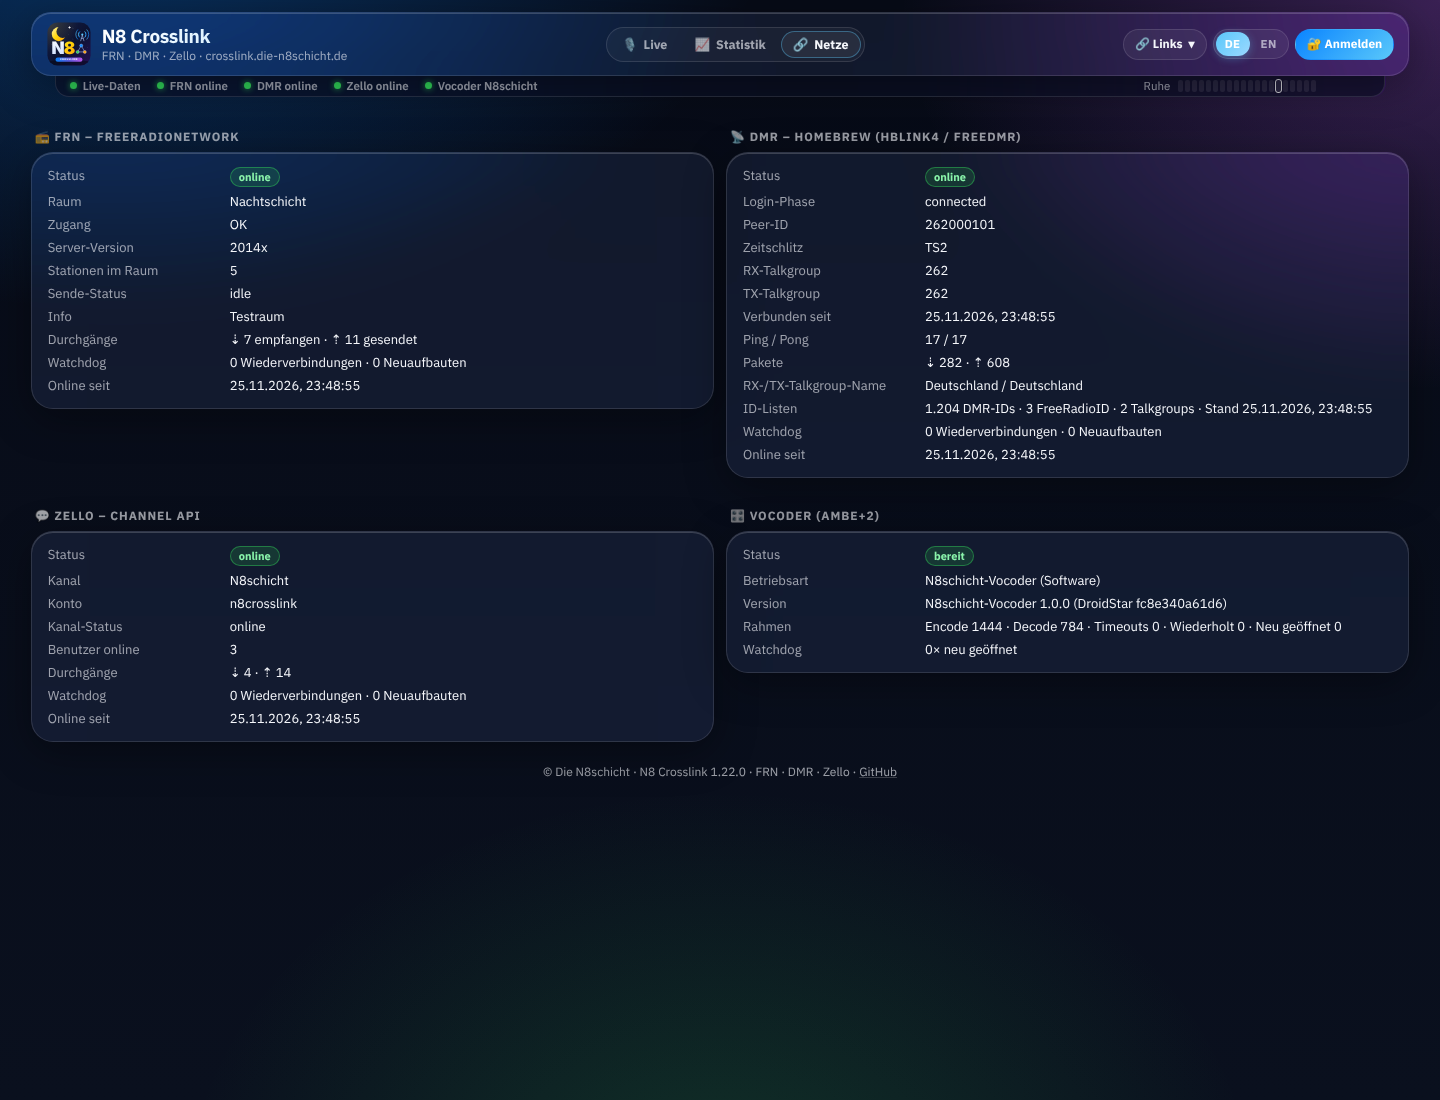 N8
N8 Crosslink
FRN · DMR · Zello · crosslink.die-n8schicht.de
Live
Statistik
Netze
Links ▾
DE
EN
Anmelden
Live-Daten
FRN online
DMR online
Zello online
Vocoder N8schicht
Ruhe
FRN – FREERADIONETWORK
Status online
Raum Nachtschicht
Zugang OK
Server-Version 2014x
Stationen im Raum 5
Sende-Status idle
Info Testraum
Durchgänge ⇣ 7 empfangen · ⇡ 11 gesendet
Watchdog 0 Wiederverbindungen · 0 Neuaufbauten
Online seit 25.11.2026, 23:48:55
DMR – HOMEBREW (HBLINK4 / FREEDMR)
Status online
Login-Phase connected
Peer-ID 262000101
Zeitschlitz TS2
RX-Talkgroup 262
TX-Talkgroup 262
Verbunden seit 25.11.2026, 23:48:55
Ping / Pong 17 / 17
Pakete ⇣ 282 · ⇡ 608
RX-/TX-Talkgroup-Name Deutschland / Deutschland
ID-Listen 1.204 DMR-IDs · 3 FreeRadioID · 2 Talkgroups · Stand 25.11.2026, 23:48:55
Watchdog 0 Wiederverbindungen · 0 Neuaufbauten
Online seit 25.11.2026, 23:48:55
ZELLO – CHANNEL API
Status online
Kanal N8schicht
Konto n8crosslink
Kanal-Status online
Benutzer online 3
Durchgänge ⇣ 4 · ⇡ 14
Watchdog 0 Wiederverbindungen · 0 Neuaufbauten
Online seit 25.11.2026, 23:48:55
VOCODER (AMBE+2)
Status bereit
Betriebsart N8schicht-Vocoder (Software)
Version N8schicht-Vocoder 1.0.0 (DroidStar fc8e340a61d6)
Rahmen Encode 1444 · Decode 784 · Timeouts 0 · Wiederholt 0 · Neu geöffnet 0
Watchdog 0× neu geöffnet
© Die N8schicht · N8 Crosslink 1.22.0 · FRN · DMR · Zello · GitHub